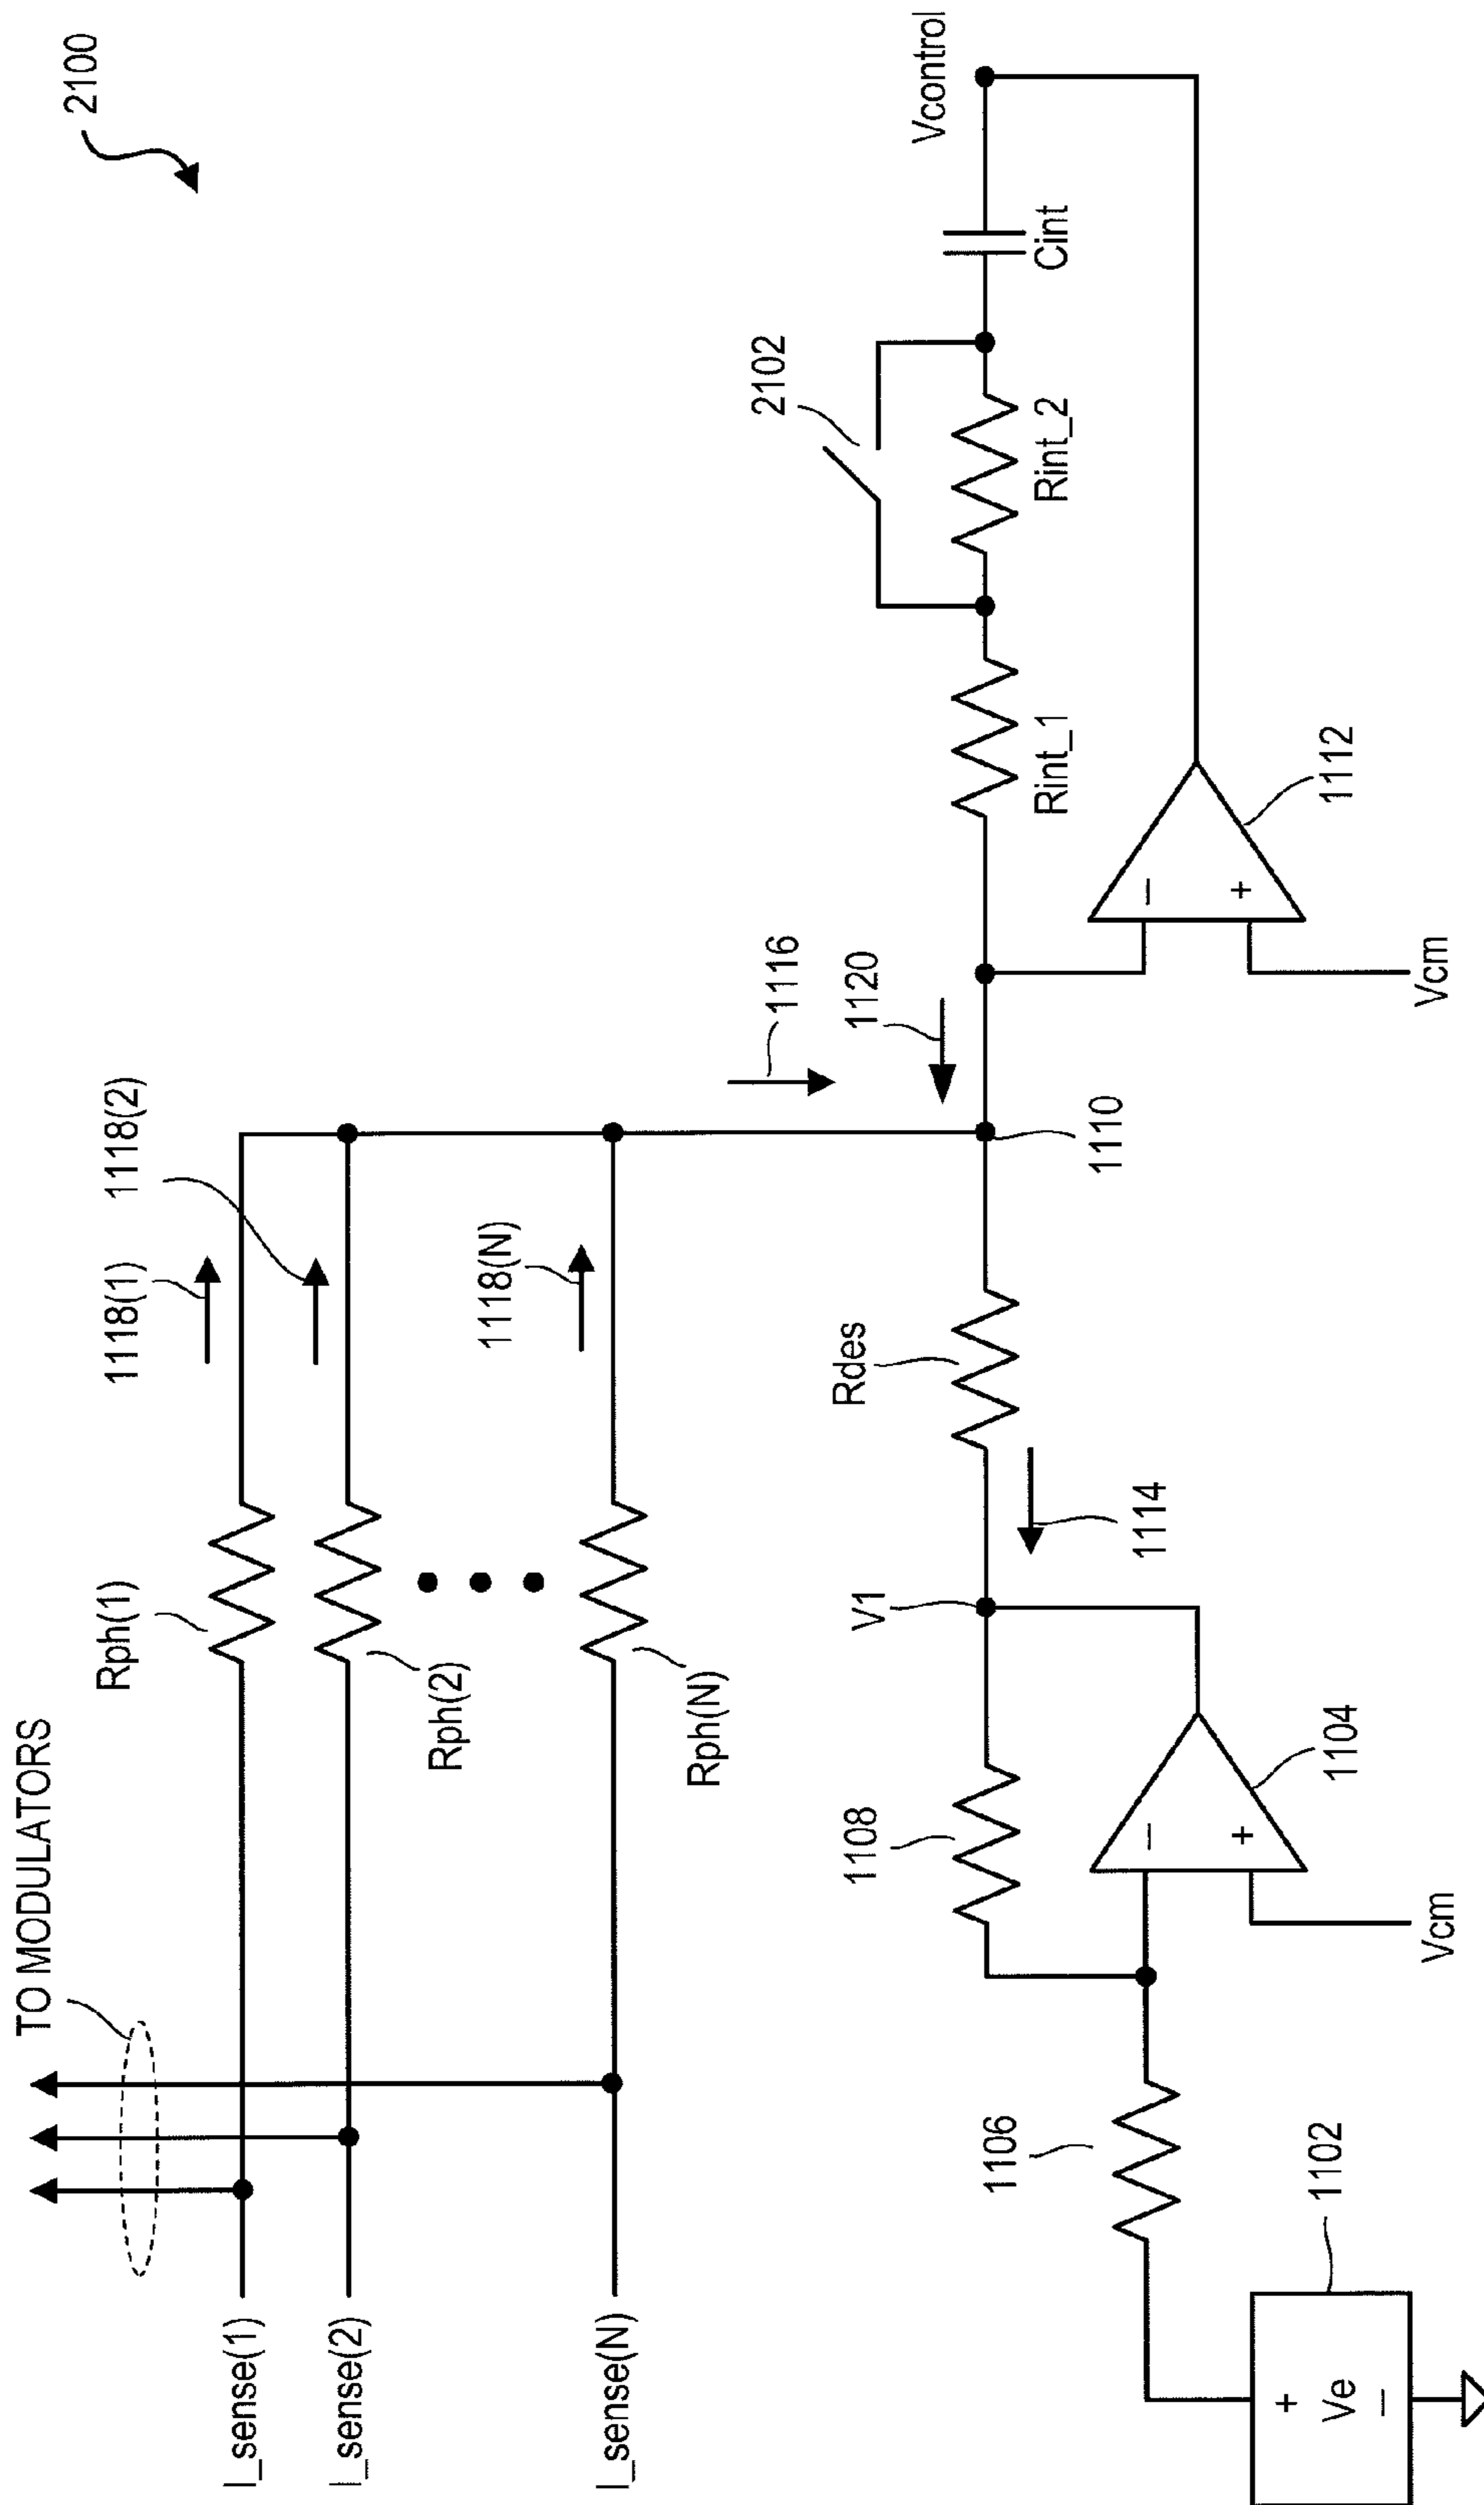 2100
TO MODULATORS
I_sense(1)
I_sense(2)
I_sense(N)
Rph(1)
Rph(2)
Rph(N)
1118(1)
1118(2)
1118(N)
1116
1120
1110
Rdes
1114
V1
1108
1104
−
+
Vcm
1106
1102
+
Ve
−
Rint_1
2102
Rint_2
Cint
Vcontrol
1112
−
+
Vcm